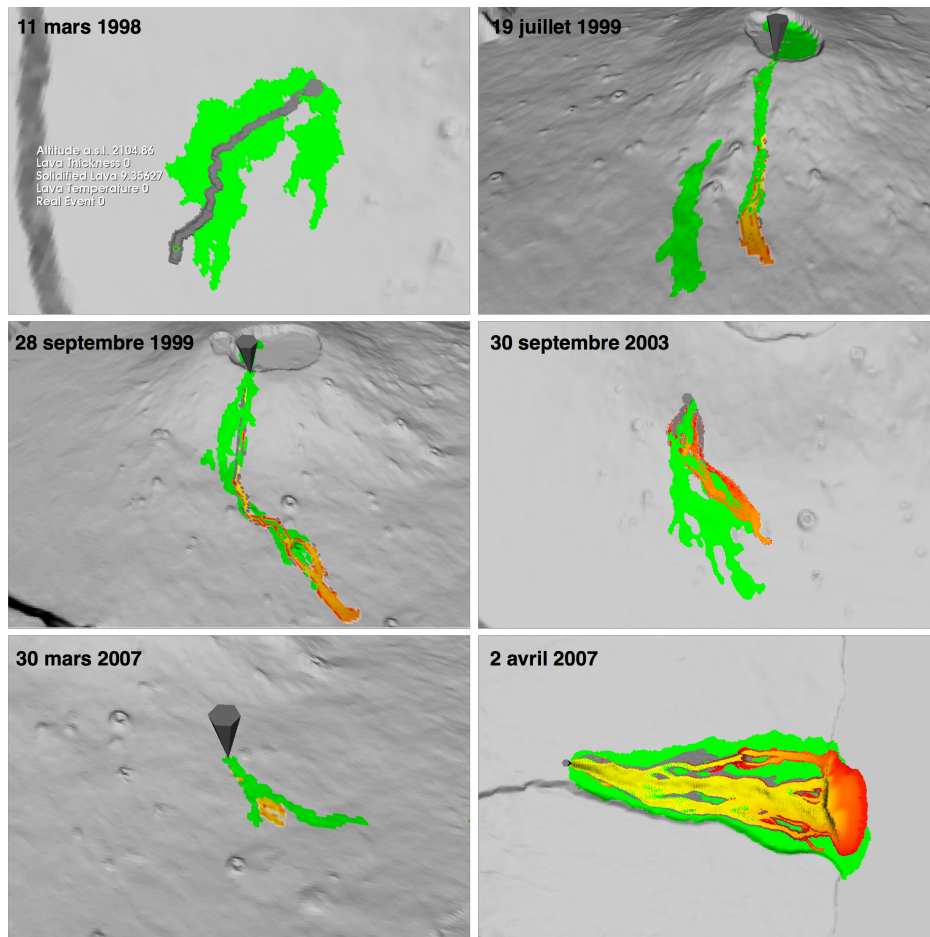 11 mars 1998
Altitude a.s.l. 2104.86
Lava Thickness 0
Solidified Lava 9.35627
Lava Temperature 0
Real Event 0
19 juillet 1999
28 septembre 1999
30 septembre 2003
30 mars 2007
2 avril 2007